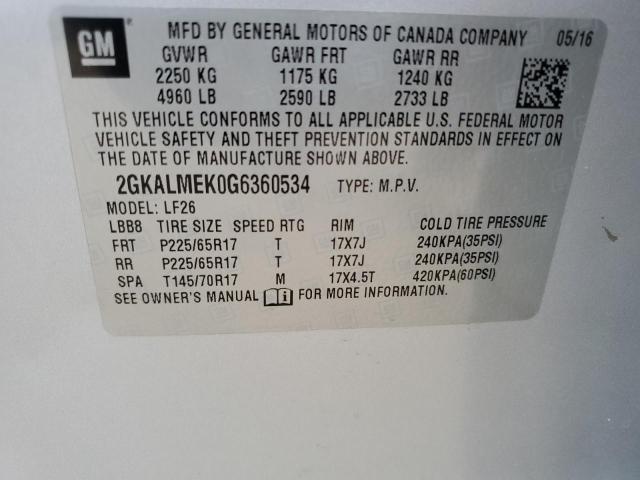 GM
MFD BY GENERAL MOTORS OF CANADA COMPANY 05/16
GVWR GAWR FRT GAWR RR
2250 KG 1175 KG 1240 KG
4960 LB 2590 LB 2733 LB
THIS VEHICLE CONFORMS TO ALL APPLICABLE U.S. FEDERAL MOTOR
VEHICLE SAFETY AND THEFT PREVENTION STANDARDS IN EFFECT ON
THE DATE OF MANUFACTURE SHOWN ABOVE.
2GKALMEK0G6360534 TYPE: M.P.V.
MODEL: LF26
LBB8 TIRE SIZE SPEED RTG RIM COLD TIRE PRESSURE
FRT P225/65R17 T 17X7J 240KPA(35PSI)
RR P225/65R17 T 17X7J 240KPA(35PSI)
SPA T145/70R17 M 17X4.5T 420KPA(60PSI)
SEE OWNER'S MANUAL i FOR MORE INFORMATION.